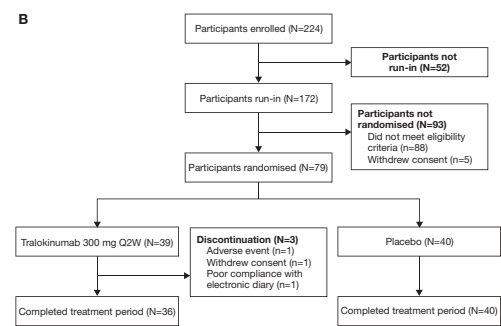 B
Participants enrolled (N=224)
Participants not
run-in (N=52)
Participants run-in (N=172)
Participants not
randomised (N=93)
Did not meet eligibility
criteria (n=88)
Withdrew consent (n=5)
Participants randomised (N=79)
Tralokinumab 300 mg Q2W (N=39)
Discontinuation (N=3)
Adverse event (n=1)
Withdrew consent (n=1)
Poor compliance with
electronic diary (n=1)
Placebo (N=40)
Completed treatment period (N=36)
Completed treatment period (N=40)